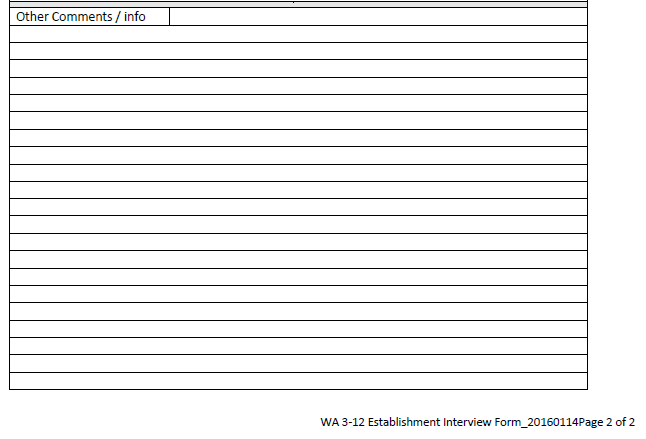 Other Comments / info
WA 3-12 Establishment Interview Form_20160114Page 2 of 2